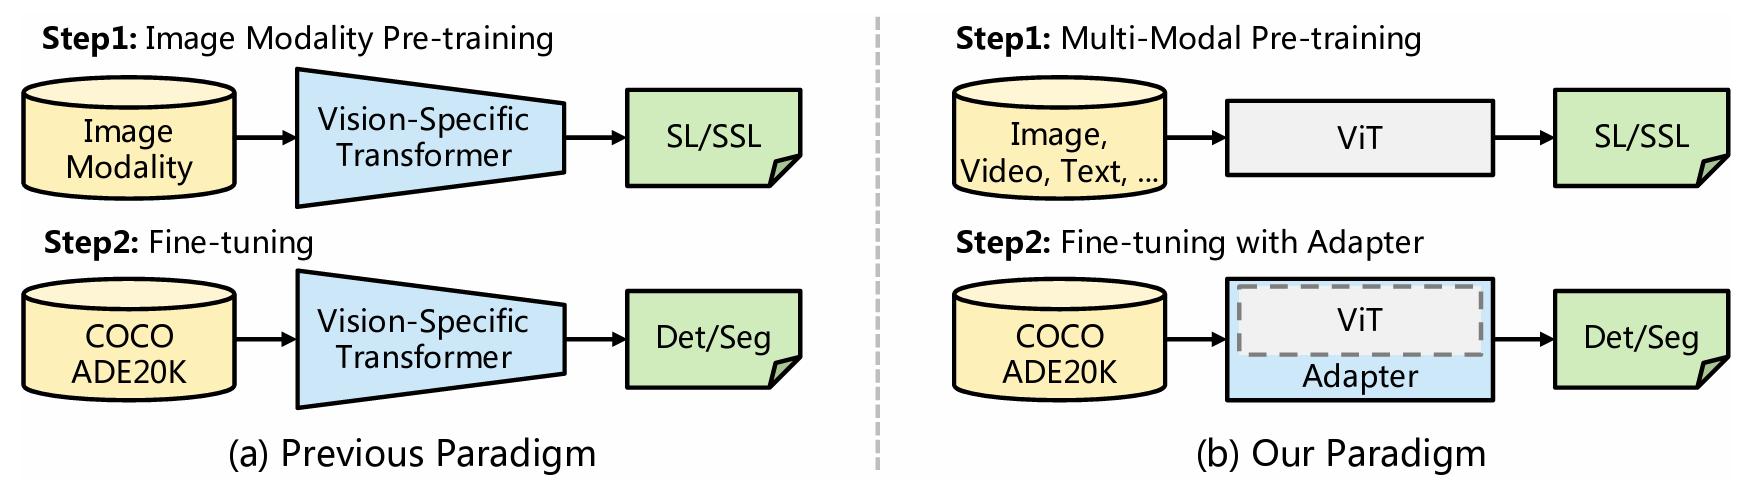 Step1: Image Modality Pre-training
Image
Modality
Vision-Specific
Transformer
SL/SSL
Step2: Fine-tuning
COCO
ADE20K
Vision-Specific
Transformer
Det/Seg
(a) Previous Paradigm
Step1: Multi-Modal Pre-training
Image,
Video, Text, ...
ViT
SL/SSL
Step2: Fine-tuning with Adapter
COCO
ADE20K
ViT
Adapter
Det/Seg
(b) Our Paradigm